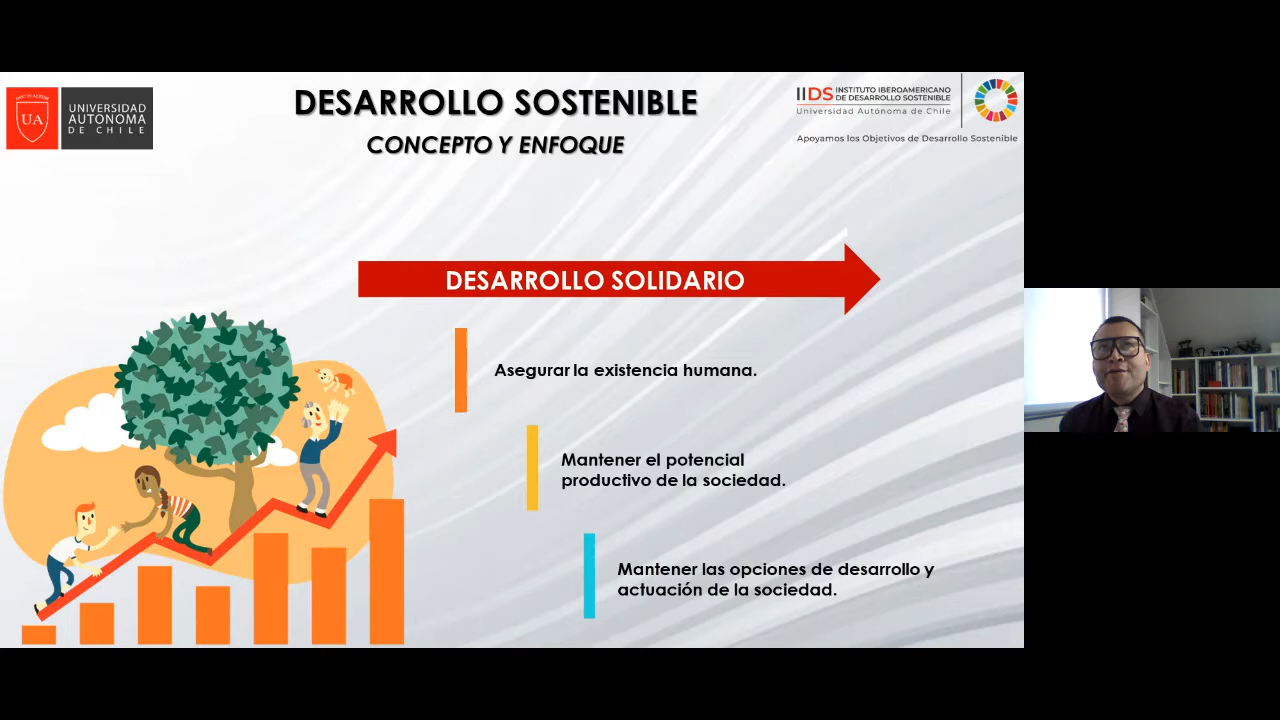 DOCTI ALIIUM
UA
UNIVERSIDAD
AUTÓNOMA
DE CHILE
DESARROLLO SOSTENIBLE
CONCEPTO Y ENFOQUE
IIDS INSTITUTO IBEROAMERICANO
DE DESARROLLO SOSTENIBLE
Universidad Autónoma de Chile
Apoyamos los Objetivos de Desarrollo Sostenible
DESARROLLO SOLIDARIO
Asegurar la existencia humana.
Mantener el potencial
productivo de la sociedad.
Mantener las opciones de desarrollo y
actuación de la sociedad.